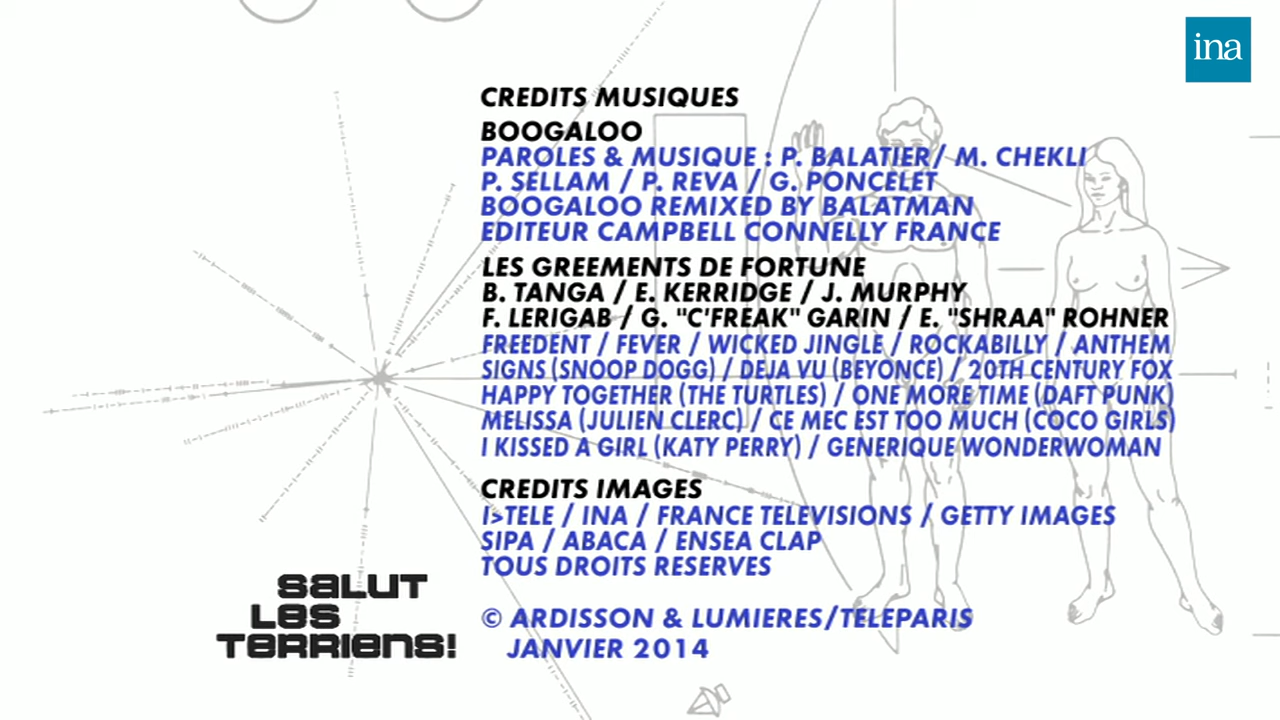 ina
CREDITS MUSIQUES
BOOGALOO
PAROLES & MUSIQUE : P. BALATIER/ M. CHEKLI
P. SELLAM / P. REVA / G. PONCELET
BOOGALOO REMIXED BY BALATMAN
EDITEUR CAMPBELL CONNELLY FRANCE
LES GREEMENTS DE FORTUNE
B. TANGA / E. KERRIDGE / J. MURPHY
F. LERIGAB / G. "C'FREAK" GARIN / E. "SHRAA" ROHNER
FREEDENT / FEVER / WICKED JINGLE / ROCKABILLY / ANTHEM
SIGNS (SNOOP DOGG) / DEJA VU (BEYONCE) / 20TH CENTURY FOX
HAPPY TOGETHER (THE TURTLES) / ONE MORE TIME (DAFT PUNK)
MELISSA (JULIEN CLERC) / CE MEC EST TOO MUCH (COCO GIRLS)
I KISSED A GIRL (KATY PERRY) / GENERIQUE WONDERWOMAN
CREDITS IMAGES
I>TELE / INA / FRANCE TELEVISIONS / GETTY IMAGES
SIPA / ABACA / ENSEA CLAP
TOUS DROITS RESERVES
SALUT
LES
TERRIENS!
© ARDISSON & LUMIERES/TELEPARIS
JANVIER 2014